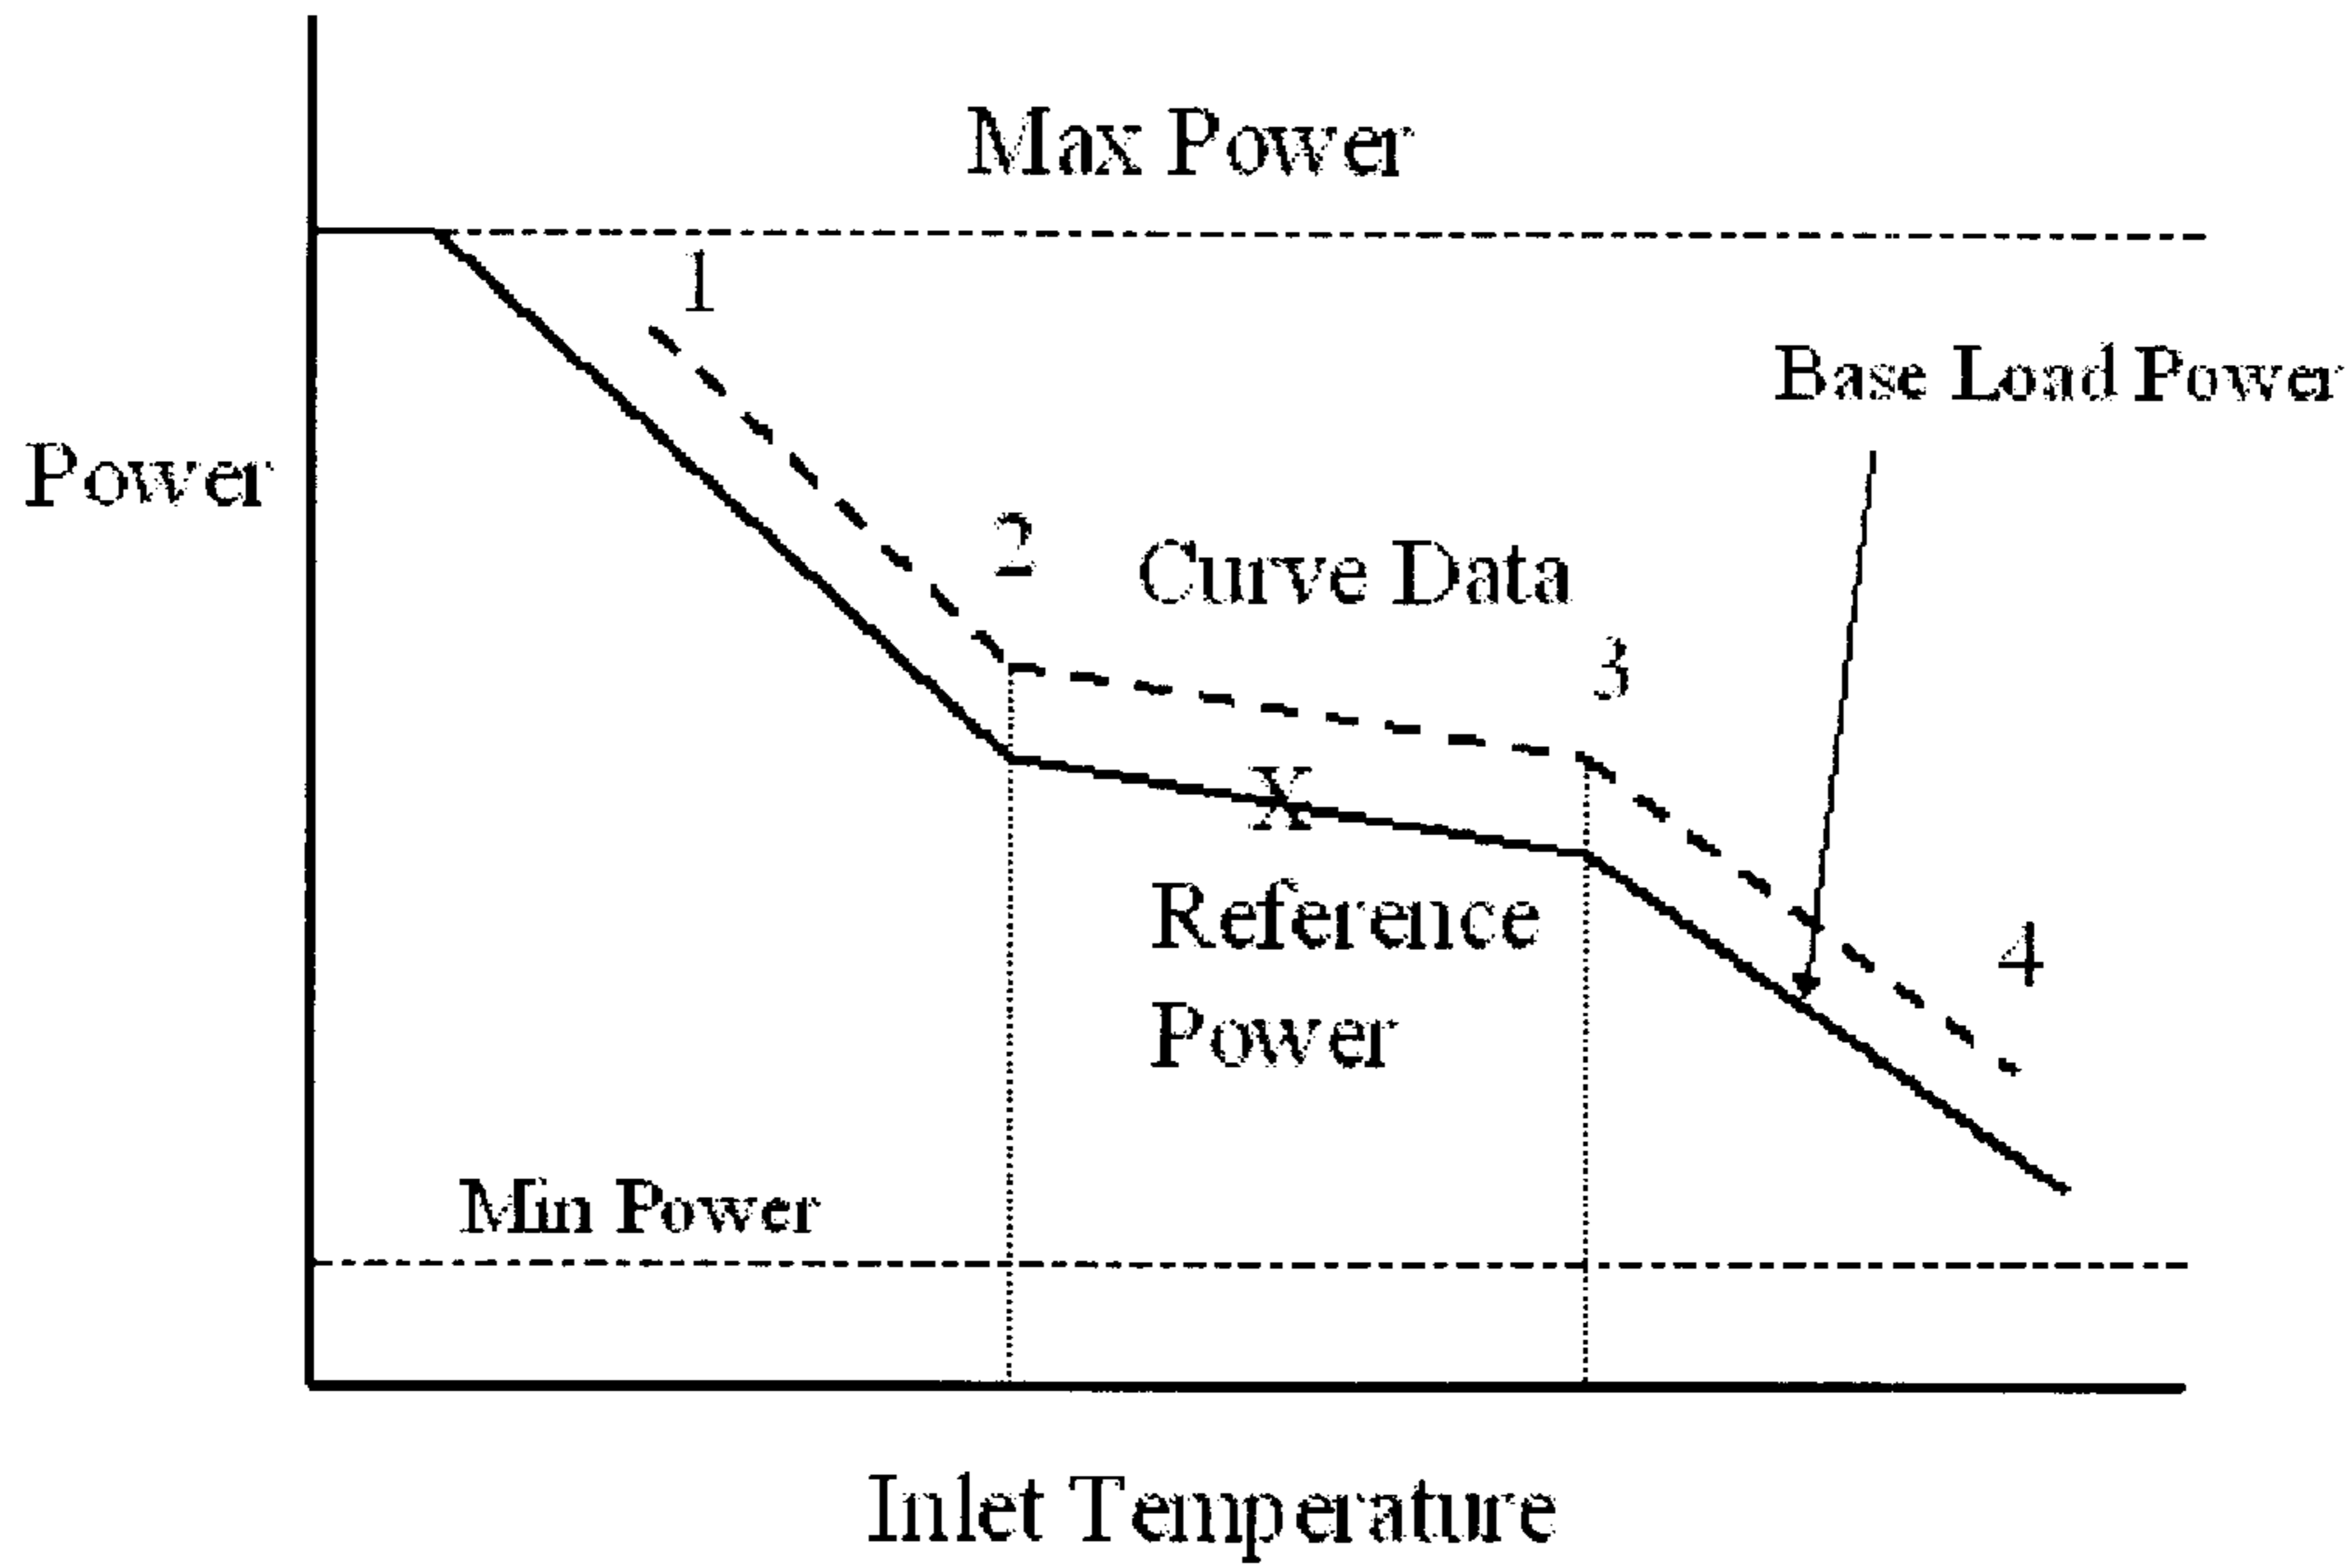 Max Power
1
Base Load Power
Power
2
Curve Data
3
X
Reference
Power
4
Min Power
Inlet Temperature